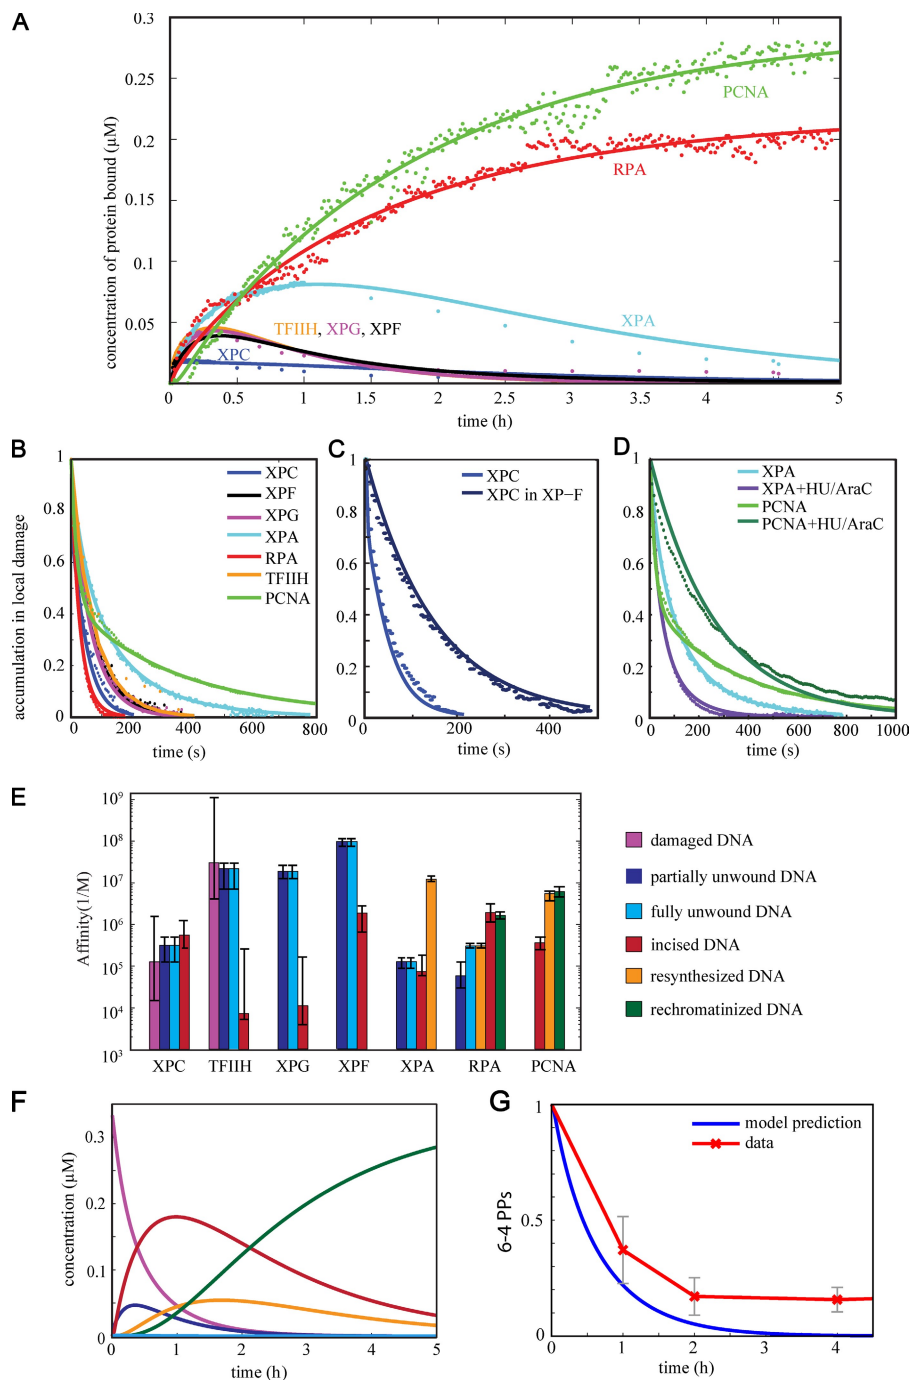 A
0.3
0.25
0.2
0.15
0.1
0.05
0
concentration of protein bound (µM)
PCNA
RPA
XPA
TFIIH, XPG, XPF
XPC
0 0.5 1 1.5 2 2.5 3 3.5 4 4.5 5
time (h)
B
1
0.8
0.6
0.4
0.2
0
accumulation in local damage
XPC
XPF
XPG
XPA
RPA
TFIIH
PCNA
0 200 400 600 800
time (s)
C
1
0.8
0.6
0.4
0.2
0
XPC
XPC in XP−F
0 200 400
time (s)
D
1
0.8
0.6
0.4
0.2
0
XPA
XPA+HU/AraC
PCNA
PCNA+HU/AraC
0 200 400 600 800 1000
time (s)
E
10⁹
10⁸
10⁷
10⁶
10⁵
10⁴
10³
Affinity(1/M)
XPC TFIIH XPG XPF XPA RPA PCNA
damaged DNA
partially unwound DNA
fully unwound DNA
incised DNA
resynthesized DNA
rechromatinized DNA
F
0.3
0.2
0.1
0
concentration (µM)
0 1 2 3 4 5
time (h)
G
1
0.5
0
6-4 PPs
model prediction
data
0 1 2 3 4
time (h)